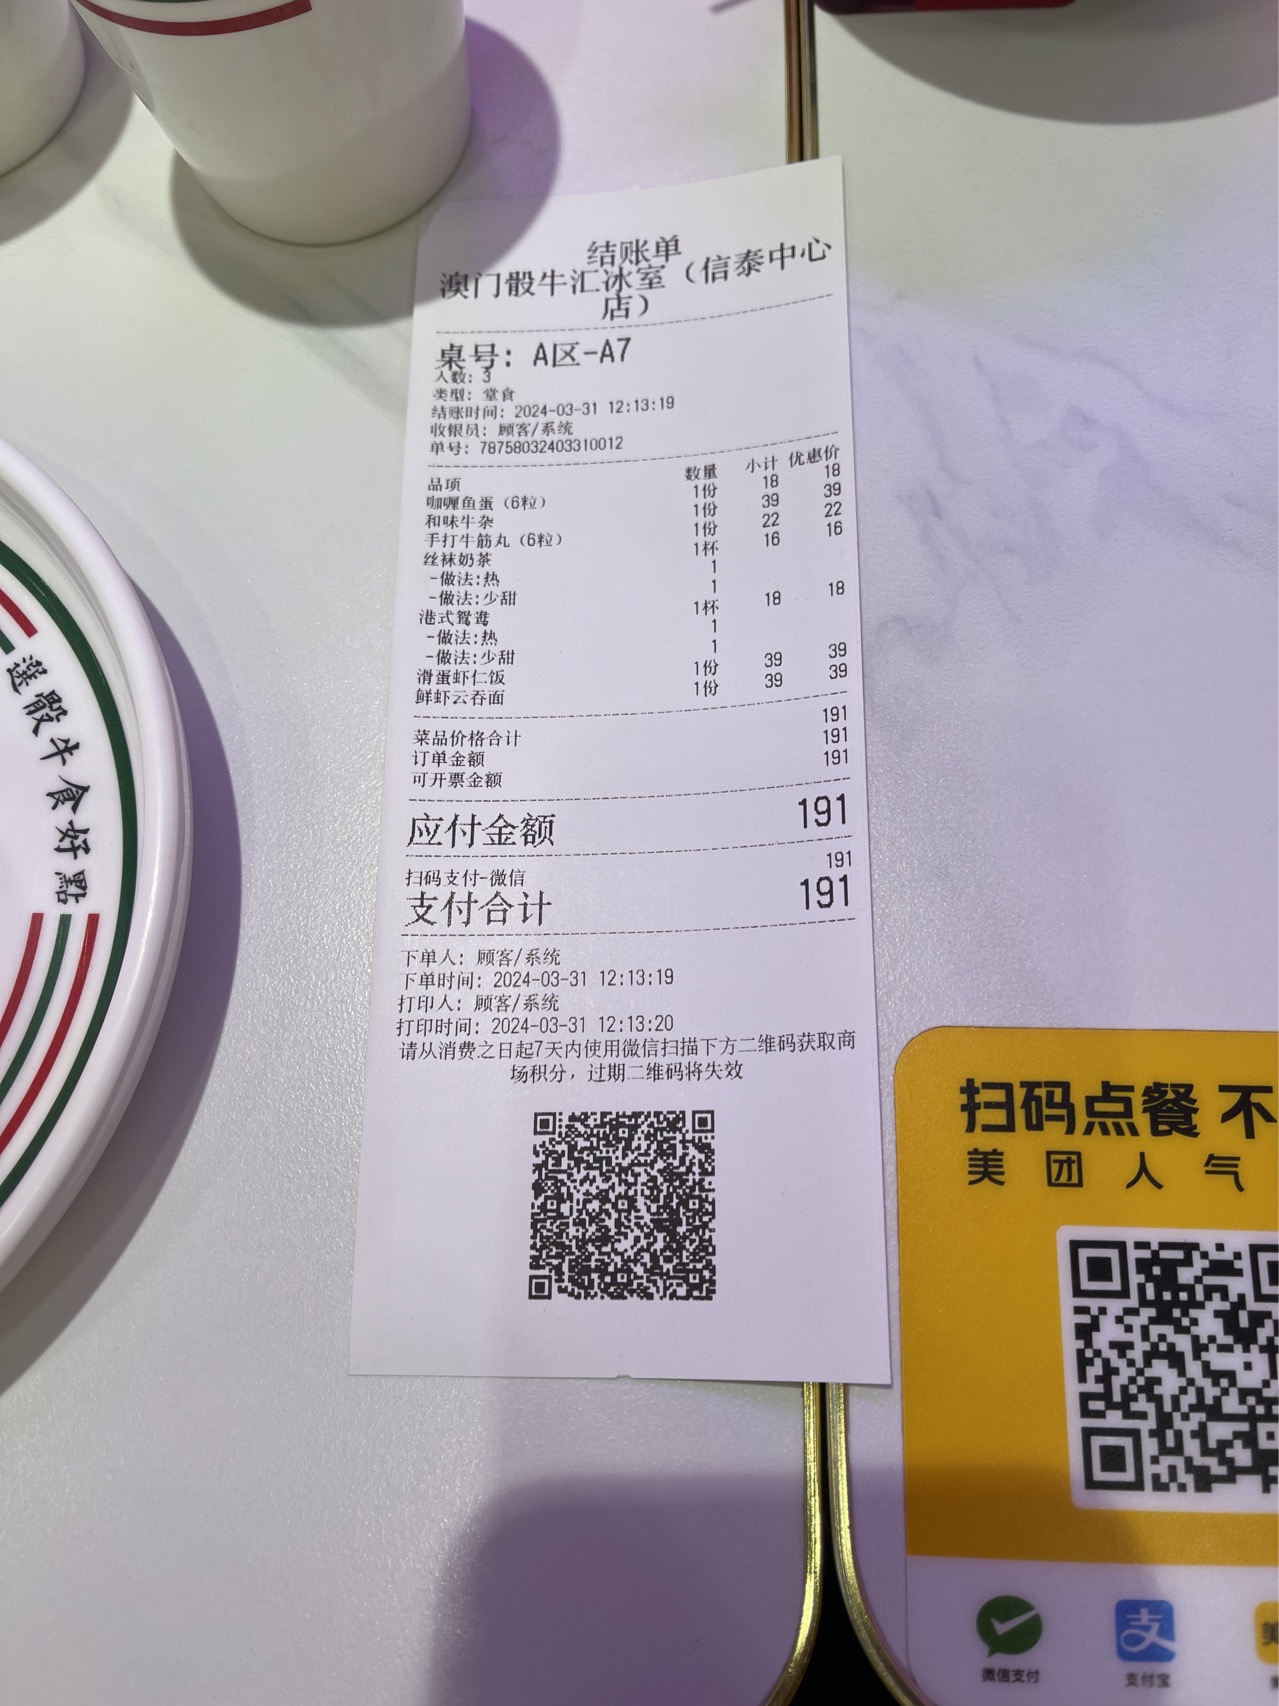 结账单
澳门骰牛汇冰室（信泰中心
店）
桌号：A区-A7
人数：3
类型：堂食
结账时间：2024-03-31 12:13:19
收银员：顾客/系统
单号：78758032403310012
品项 数量 小计 优惠价
咖喱鱼蛋（6粒） 1份 18 18
和味牛杂 1份 39 39
手打牛筋丸（6粒） 1份 22 22
丝袜奶茶 1杯 16 16
-做法：热 1
-做法：少甜 1
港式鸳鸯 1杯 18 18
-做法：热 1
-做法：少甜 1
滑蛋虾仁饭 1份 39 39
鲜虾云吞面 1份 39 39
菜品价格合计 191
订单金额 191
可开票金额 191
应付金额 191
扫码支付-微信 191
支付合计 191
下单人：顾客/系统
下单时间：2024-03-31 12:13:19
打印人：顾客/系统
打印时间：2024-03-31 12:13:20
请从消费之日起7天内使用微信扫描下方二维码获取商
场积分，过期二维码将失效
選骰牛食好點
扫码点餐 不
美团人气
微信支付
支付宝
支
美